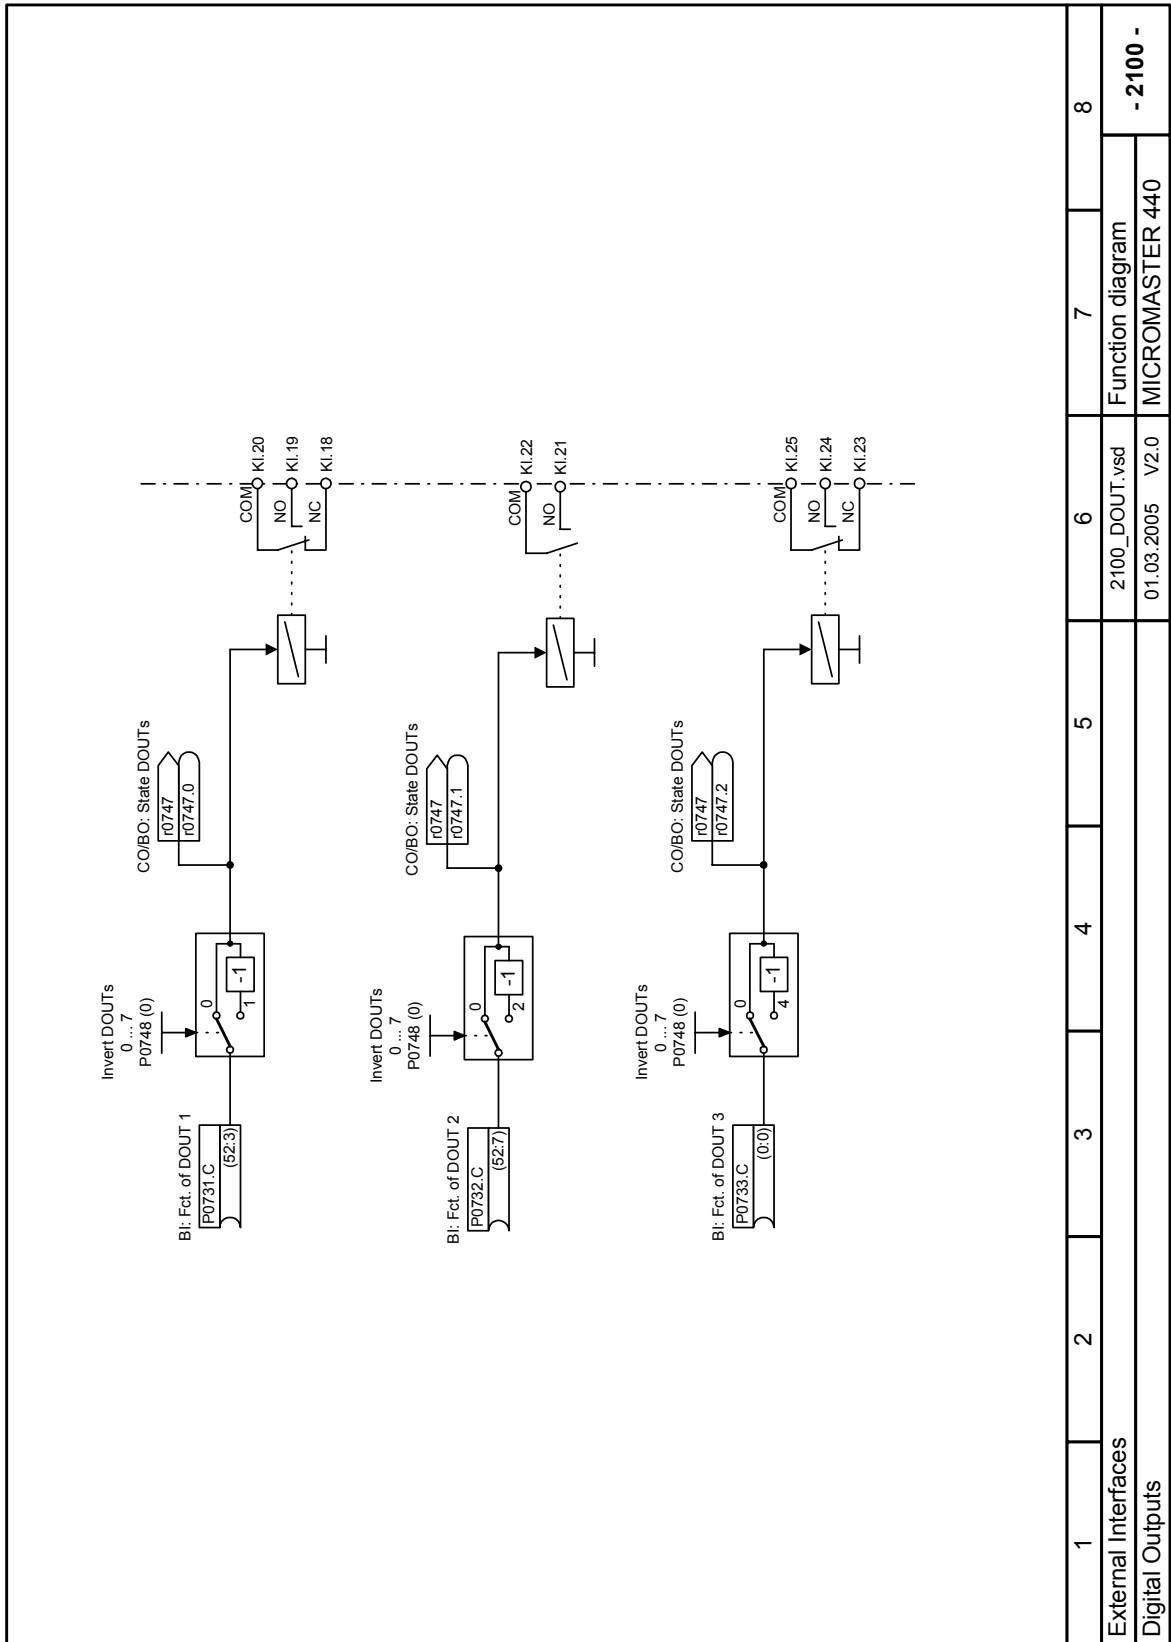 BI: Fct. of DOUT 1
P0731.C
(52:3)
Invert DOUTs
0 ... 7
P0748 (0)
0
1
-1
CO/BO: State DOUTs
r0747
r0747.0
COM
Kl.20
NO
Kl.19
NC
Kl.18
BI: Fct. of DOUT 2
P0732.C
(52:7)
Invert DOUTs
0 ... 7
P0748 (0)
0
2
-1
CO/BO: State DOUTs
r0747
r0747.1
COM
Kl.22
NO
Kl.21
BI: Fct. of DOUT 3
P0733.C
(0:0)
Invert DOUTs
0 ... 7
P0748 (0)
0
4
-1
CO/BO: State DOUTs
r0747
r0747.2
COM
Kl.25
NO
Kl.24
NC
Kl.23
1 2 3 4 5 6 7 8
External Interfaces 2100_DOUT.vsd Function diagram - 2100 -
Digital Outputs 01.03.2005 V2.0 MICROMASTER 440